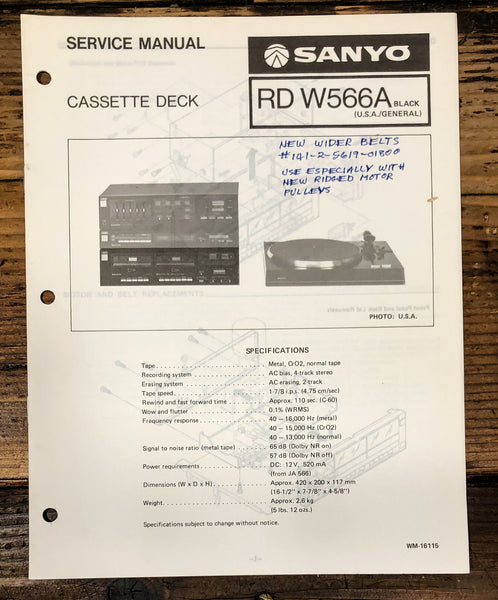 SERVICE MANUAL
SANYO
CASSETTE DECK
RD W566A BLACK
(U.S.A./GENERAL)
NEW WIDER BELTS
#141-2-5619-01800
USE ESPECIALLY WITH
NEW RIDGED MOTOR
PULLEYS
MOTOR AND BELT REPLACEMENTS
PHOTO: U.S.A.
SPECIFICATIONS
Tape . . . . . . . . . . Metal, CrO2, normal tape
Recording system . . . . . . . . . . AC bias, 4-track stereo
Erasing system . . . . . . . . . . AC erasing, 2-track
Tape speed . . . . . . . . . . 1-7/8 i.p.s. (4,75 cm/sec)
Rewind and fast forward time . . . . . . . . . . Approx. 110 sec. (C-60)
Wow and flutter . . . . . . . . . . 0.1% (WRMS)
Frequency response . . . . . . . . . . 40 – 16,000 Hz (metal)
40 – 15,000 Hz (CrO2)
40 – 13,000 Hz (normal)
Signal to noise ratio (metal tape) . . . . . . . . . . 65 dB (Dolby NR on)
57 dB (Dolby NR off)
Power requirements . . . . . . . . . . DC: 12V, 520 mA
(from JA 566)
Dimensions (W x D x H) . . . . . . . . . . Approx. 420 x 200 x 117 mm
(16-1/2'' x 7-7/8'' x 4-5/8'')
Weight . . . . . . . . . . Approx. 2,6 kg
(5 lbs. 12 ozs.)
Specifications subject to change without notice.
WM-16115
–1–